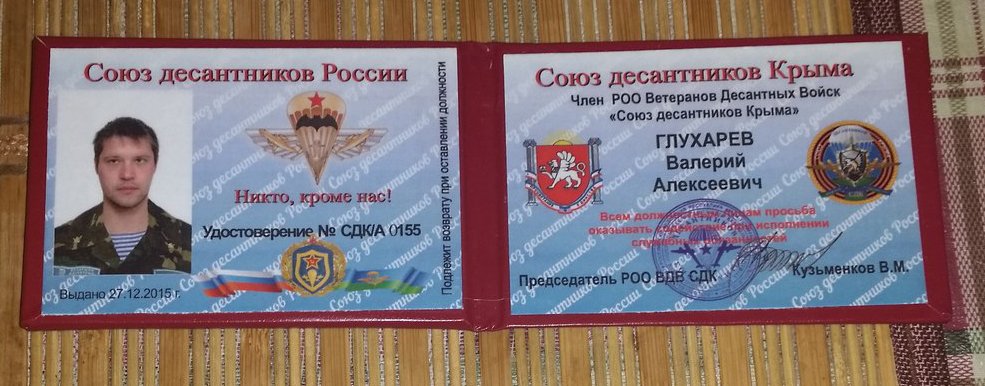 Союз десантников России
Никто, кроме нас!
Удостоверение № СДК/А 0155
Выдано 27.12.2015 г.
Подлежит возврату при оставлении должности
Союз десантников Крыма
Член РОО Ветеранов Десантных Войск
«Союз десантников Крыма»
ГЛУХАРЕВ
Валерий
Алексеевич
Всем должностным лицам просьба
оказывать содействие при исполнении
служебных обязанностей
Председатель РОО ВДВ СДК
Кузьменков В.М.